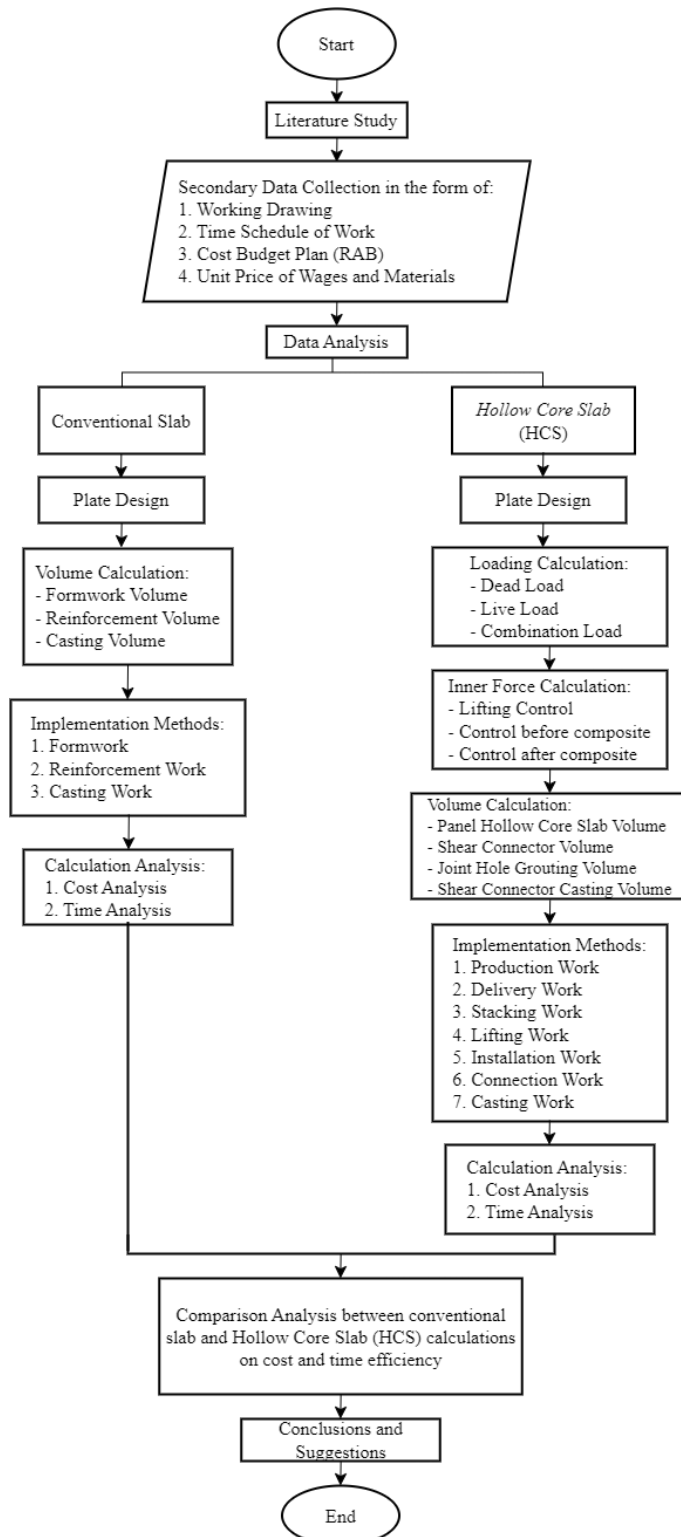 Start
Literature Study
Secondary Data Collection in the form of:
1. Working Drawing
2. Time Schedule of Work
3. Cost Budget Plan (RAB)
4. Unit Price of Wages and Materials
Data Analysis
Conventional Slab
Plate Design
Volume Calculation:
- Formwork Volume
- Reinforcement Volume
- Casting Volume
Implementation Methods:
1. Formwork
2. Reinforcement Work
3. Casting Work
Calculation Analysis:
1. Cost Analysis
2. Time Analysis
Hollow Core Slab
(HCS)
Plate Design
Loading Calculation:
- Dead Load
- Live Load
- Combination Load
Inner Force Calculation:
- Lifting Control
- Control before composite
- Control after composite
Volume Calculation:
- Panel Hollow Core Slab Volume
- Shear Connector Volume
- Joint Hole Grouting Volume
- Shear Connector Casting Volume
Implementation Methods:
1. Production Work
2. Delivery Work
3. Stacking Work
4. Lifting Work
5. Installation Work
6. Connection Work
7. Casting Work
Calculation Analysis:
1. Cost Analysis
2. Time Analysis
Comparison Analysis between conventional
slab and Hollow Core Slab (HCS) calculations
on cost and time efficiency
Conclusions and
Suggestions
End